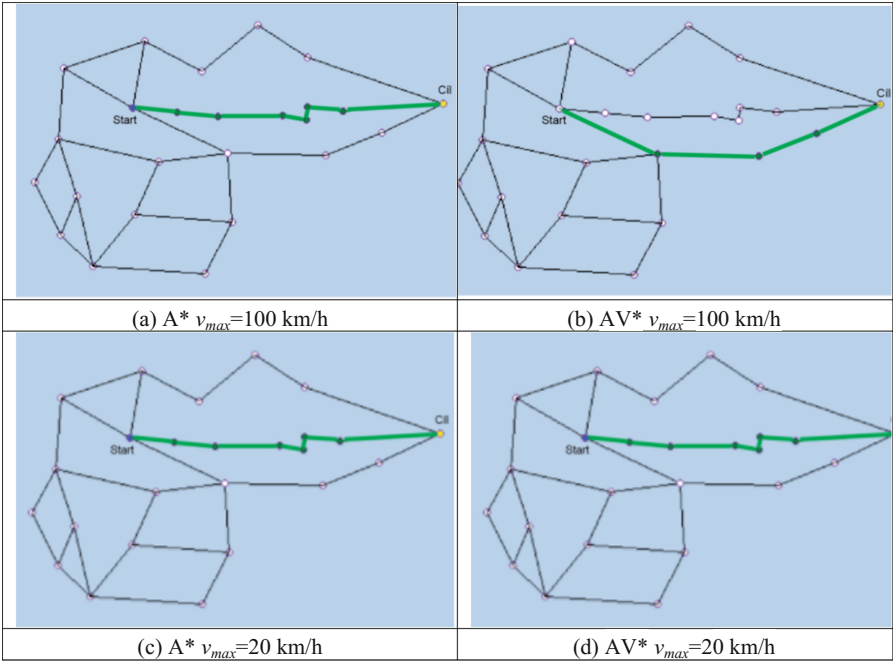 Cil
Start
Cil
Start
(a) A* vmax=100 km/h
(b) AV* vmax=100 km/h
Cil
Start
Start
(c) A* vmax=20 km/h
(d) AV* vmax=20 km/h